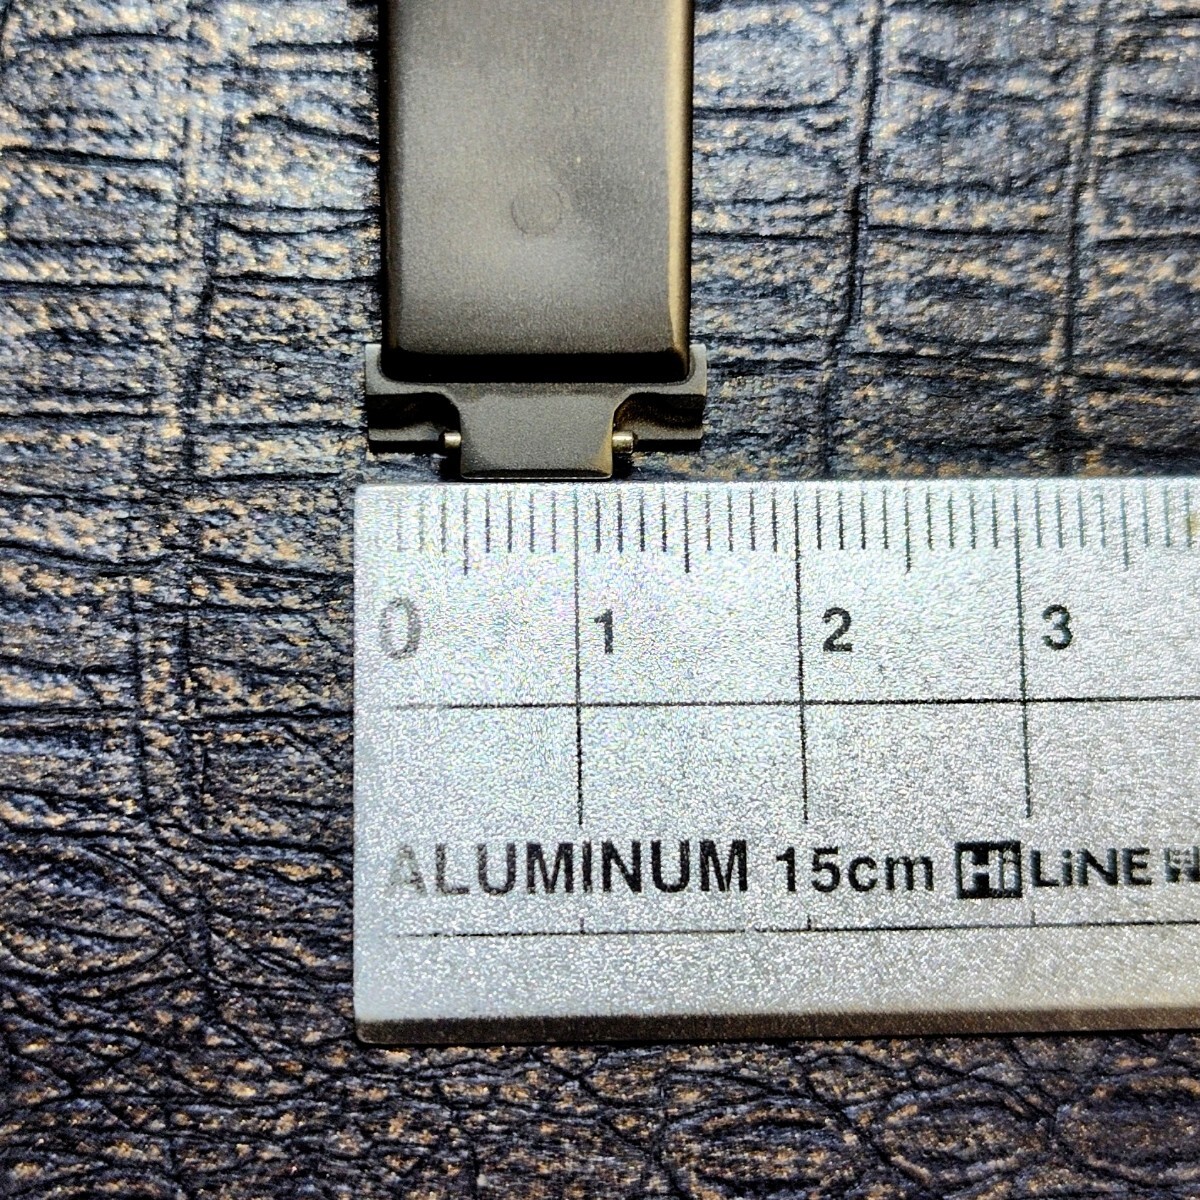 0 1 2 3
ALUMINUM 15cm Hi LiNE